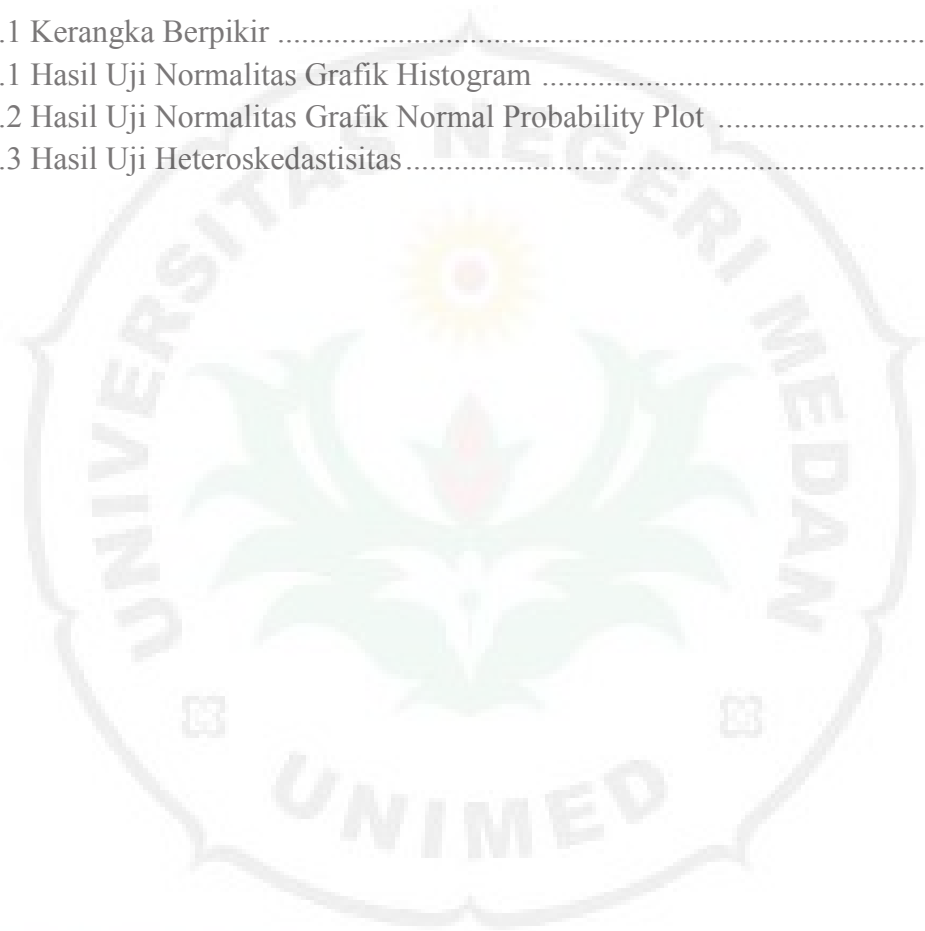 .1 Kerangka Berpikir ........................................................................................
.1 Hasil Uji Normalitas Grafik Histogram ......................................................
.2 Hasil Uji Normalitas Grafik Normal Probability Plot ...............................
.3 Hasil Uji Heteroskedastisitas........................................................................
UNIVERSITAS NEGERI MEDAN
UNIMED